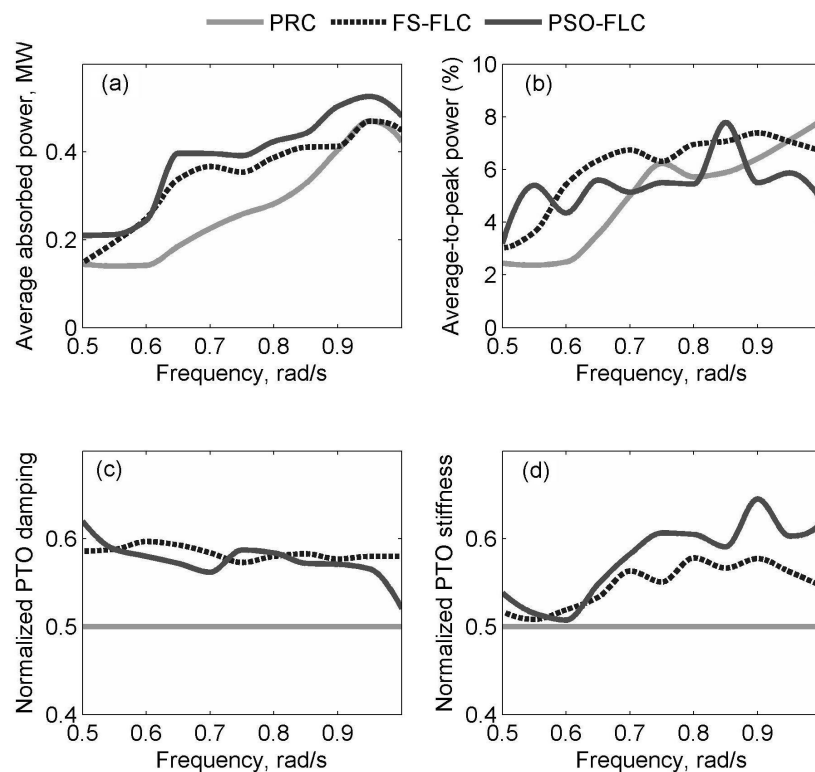 PRC FS-FLC PSO-FLC
(a)
Average absorbed power, MW
0.4
0.2
0
0.5 0.6 0.7 0.8 0.9
Frequency, rad/s
(b)
Average-to-peak power (%)
10
8
6
4
2
0
0.5 0.6 0.7 0.8 0.9
Frequency, rad/s
(c)
Normalized PTO damping
0.6
0.5
0.4
0.5 0.6 0.7 0.8 0.9
Frequency, rad/s
(d)
Normalized PTO stiffness
0.6
0.5
0.4
0.5 0.6 0.7 0.8 0.9
Frequency, rad/s